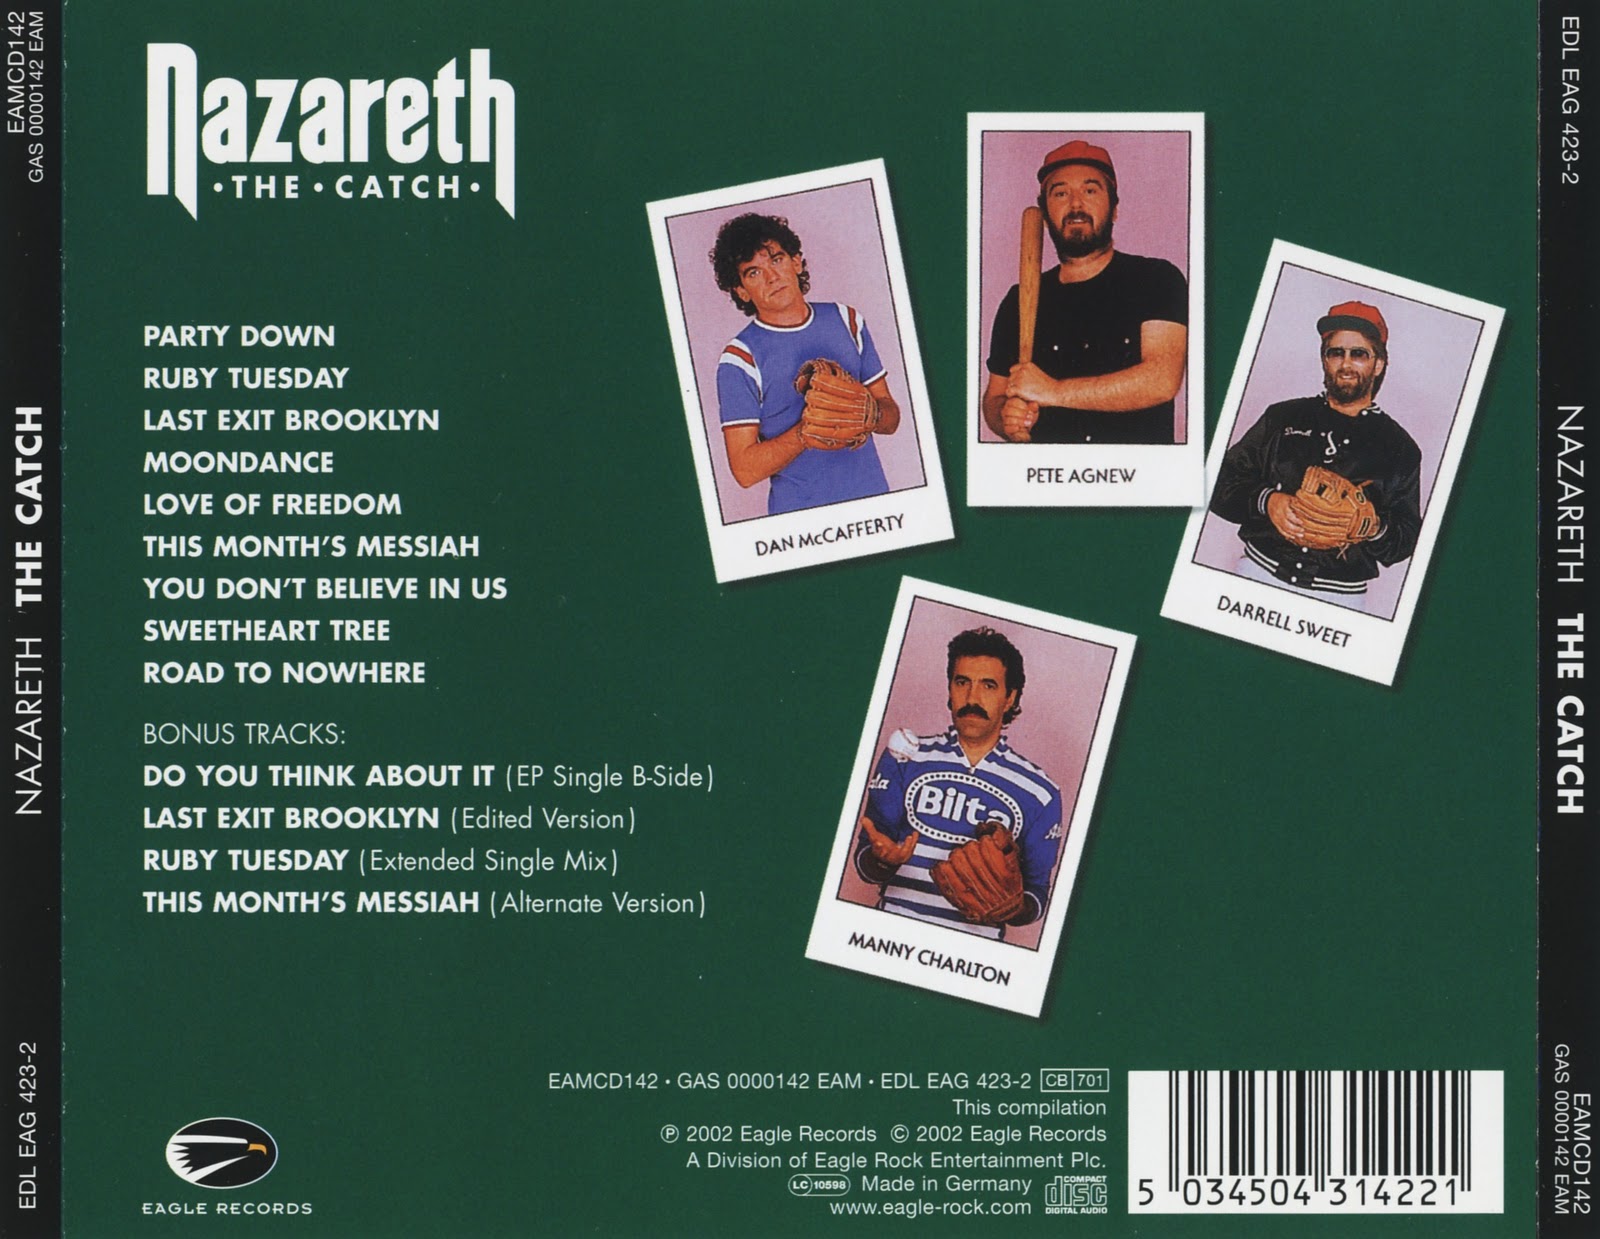 EAMCD142
GAS 0000142 EAM
NAZARETH THE CATCH
EDL EAG 423-2
Nazareth
•THE•CATCH•
PARTY DOWN
RUBY TUESDAY
LAST EXIT BROOKLYN
MOONDANCE
LOVE OF FREEDOM
THIS MONTH'S MESSIAH
YOU DON'T BELIEVE IN US
SWEETHEART TREE
ROAD TO NOWHERE
BONUS TRACKS:
DO YOU THINK ABOUT IT (EP Single B-Side)
LAST EXIT BROOKLYN (Edited Version)
RUBY TUESDAY (Extended Single Mix)
THIS MONTH'S MESSIAH (Alternate Version)
DAN McCAFFERTY
PETE AGNEW
Darrell
DARRELL SWEET
Bilta
MANNY CHARLTON
EAGLE RECORDS
EAMCD142 • GAS 0000142 EAM • EDL EAG 423-2 CB 701
This compilation
℗ 2002 Eagle Records © 2002 Eagle Records
A Division of Eagle Rock Entertainment Plc.
LC 10598 Made in Germany
www.eagle-rock.com
COMPACT
disc
DIGITAL AUDIO
5 034504 314221
EDL EAG 423-2
NAZARETH THE CATCH
EAMCD142
GAS 0000142 EAM